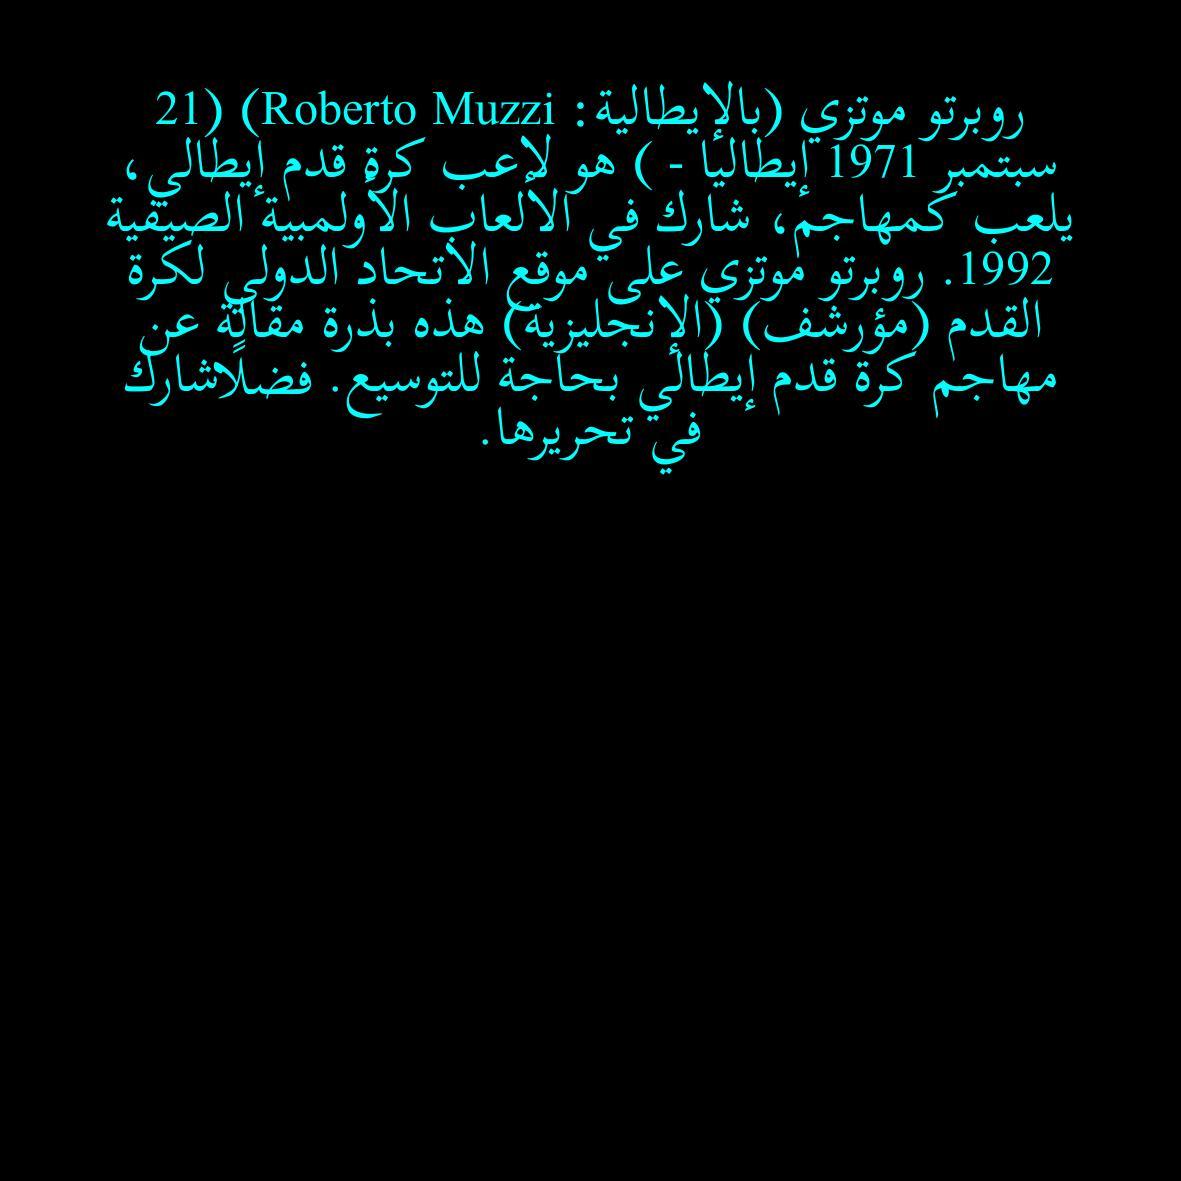 روبرتو موتزي (بالإيطالية: Roberto Muzzi) (21
سبتمبر 1971 إيطاليا - ) هو لاعب كرة قدم إيطالي،
يلعب كمهاجم، شارك في الألعاب الأولمبية الصيفية
1992. روبرتو موتزي على موقع الاتحاد الدولي لكرة
القدم (مؤرشف) (الإنجليزية) هذه بذرة مقالة عن
مهاجم كرة قدم إيطالي بحاجة للتوسيع. فضلًاشارك
في تحريرها.